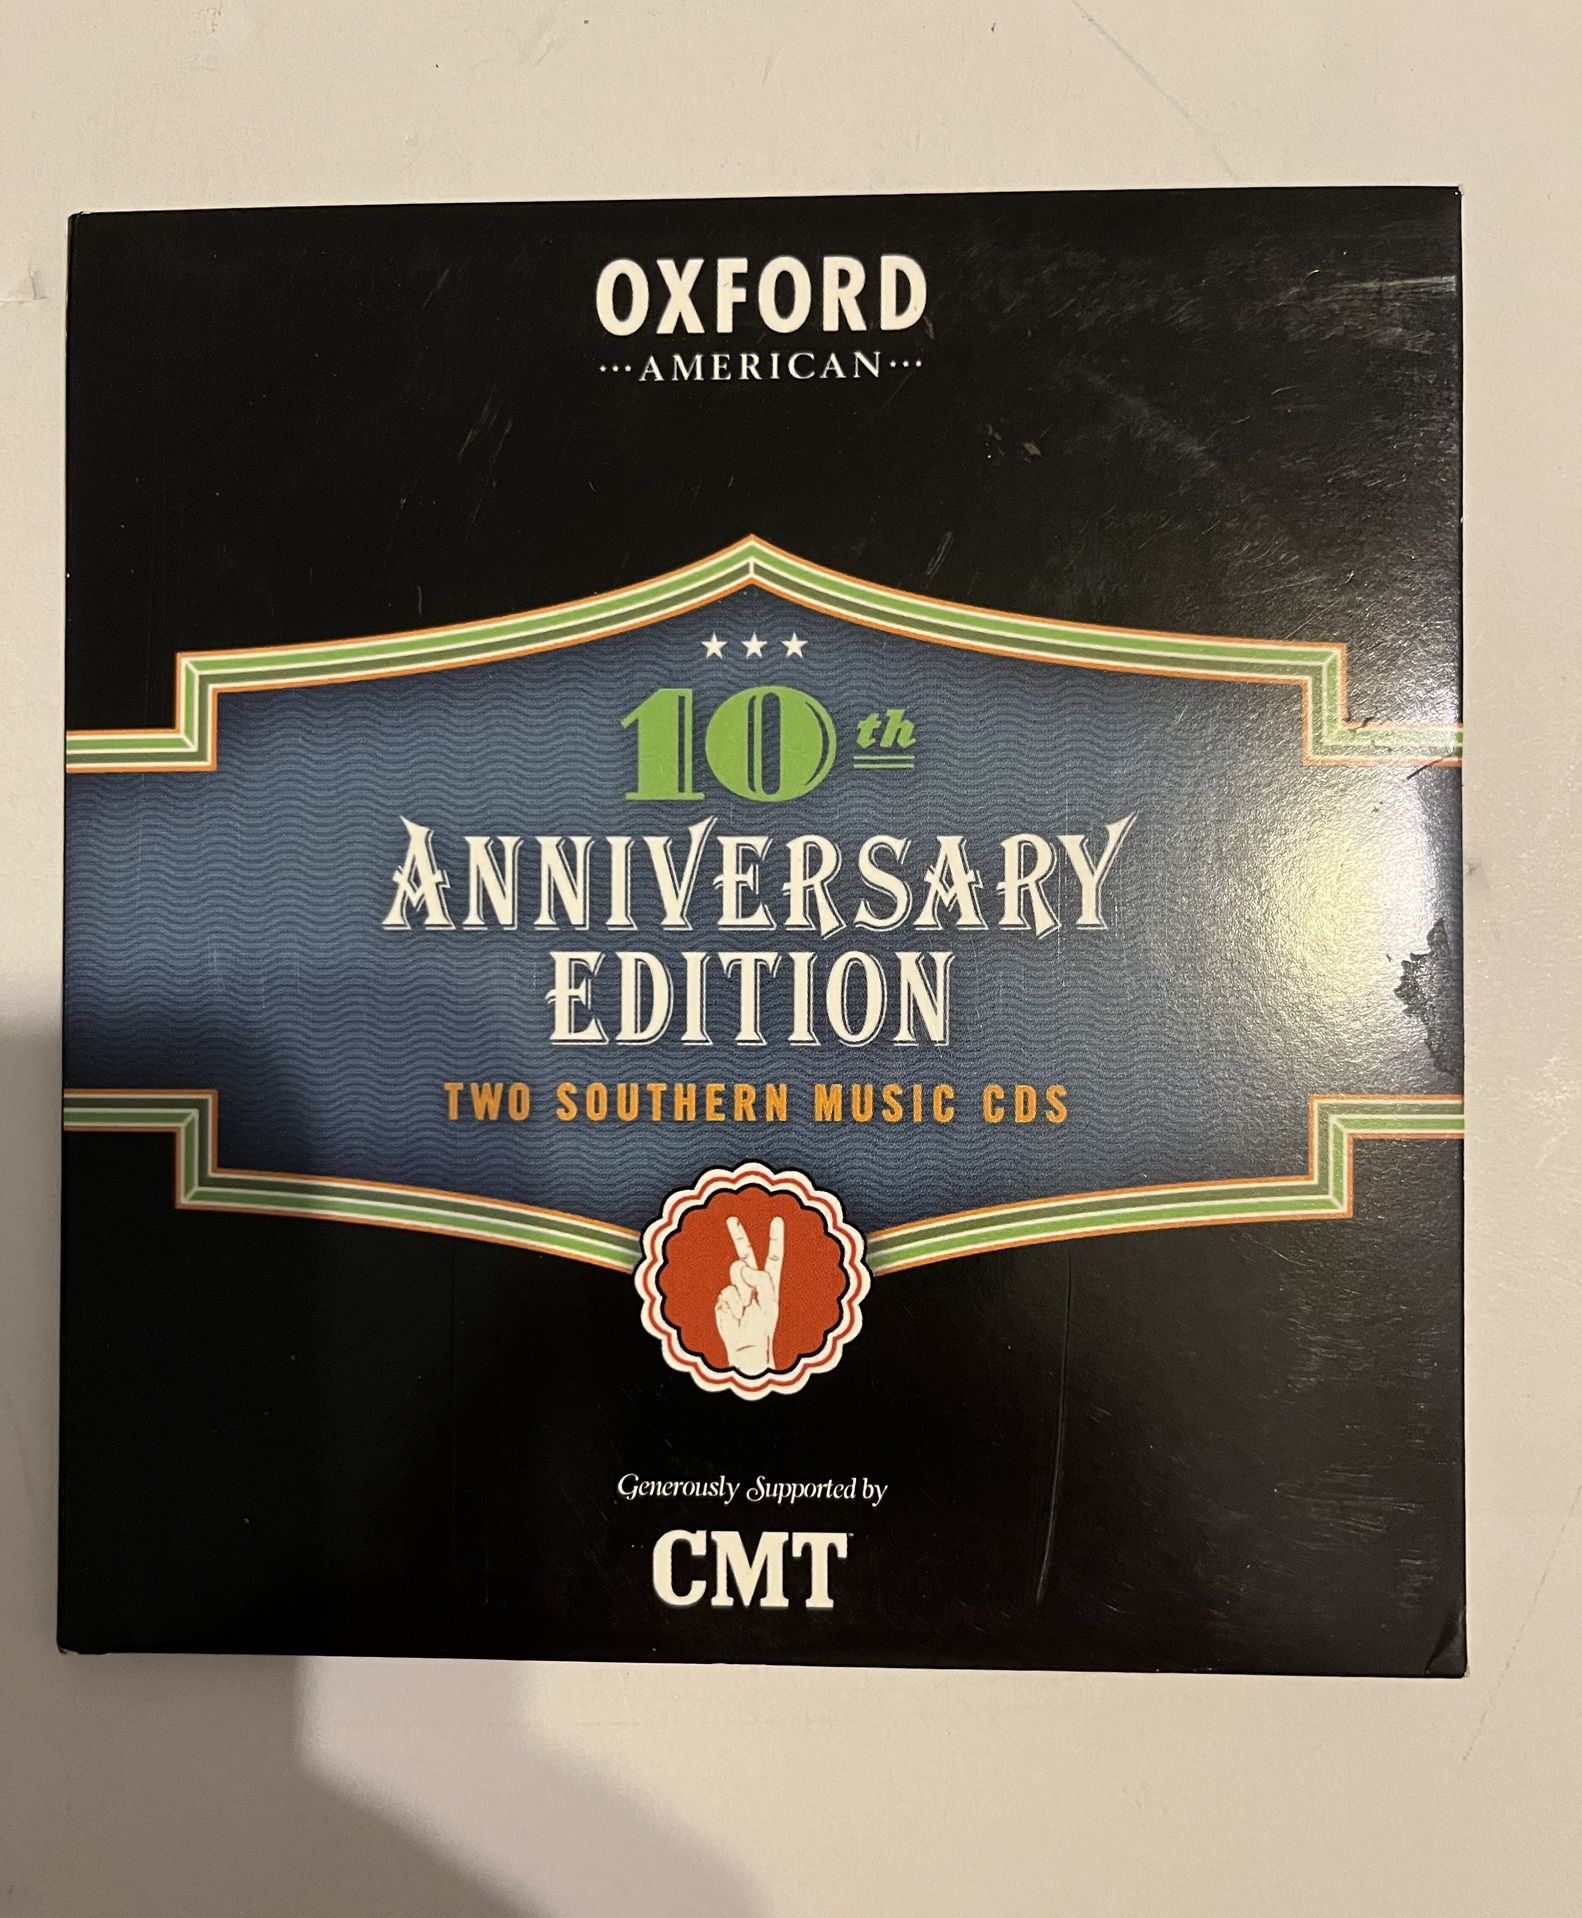 OXFORD
···AMERICAN···
10th
ANNIVERSARY
EDITION
TWO SOUTHERN MUSIC CDS
Generously Supported by
CMT